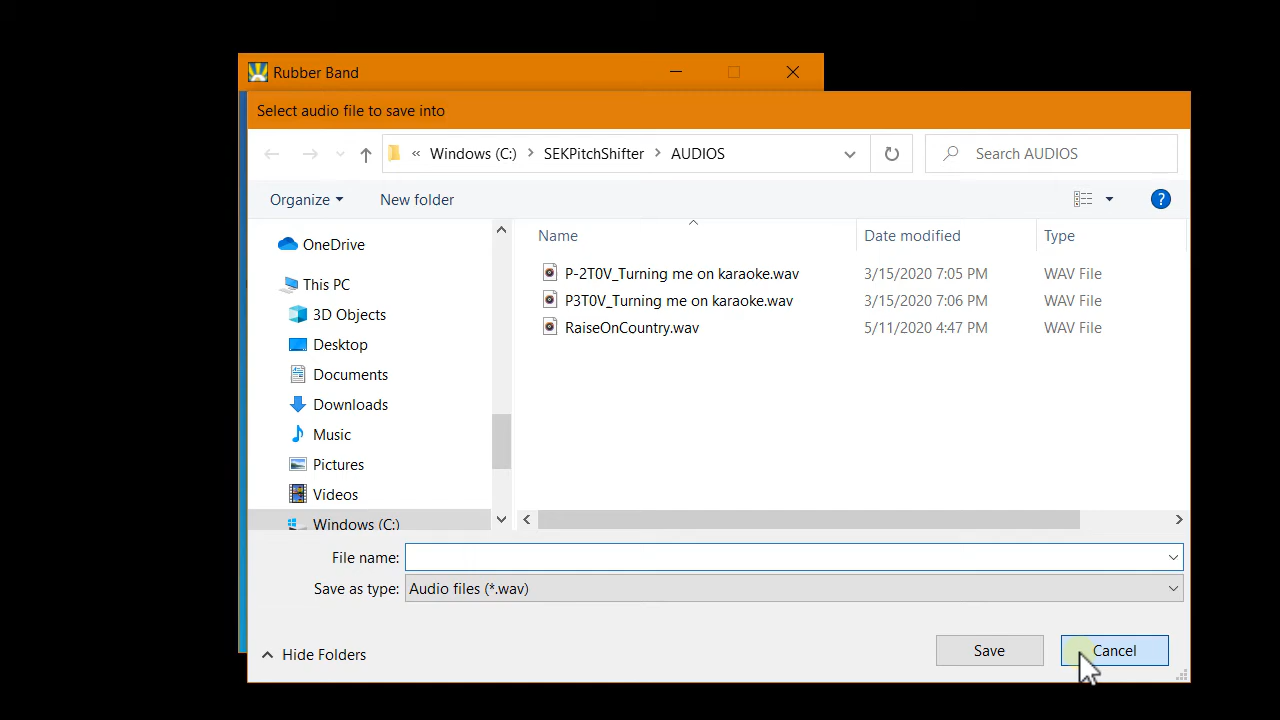 Rubber Band
Select audio file to save into
« Windows (C:) > SEKPitchShifter > AUDIOS
Search AUDIOS
Organize
New folder
OneDrive
This PC
3D Objects
Desktop
Documents
Downloads
Music
Pictures
Videos
Windows (C:)
Name Date modified Type
P-2T0V_Turning me on karaoke.wav 3/15/2020 7:05 PM WAV File
P3T0V_Turning me on karaoke.wav 3/15/2020 7:06 PM WAV File
RaiseOnCountry.wav 5/11/2020 4:47 PM WAV File
File name:
Save as type: Audio files (*.wav)
Hide Folders
Save
Cancel